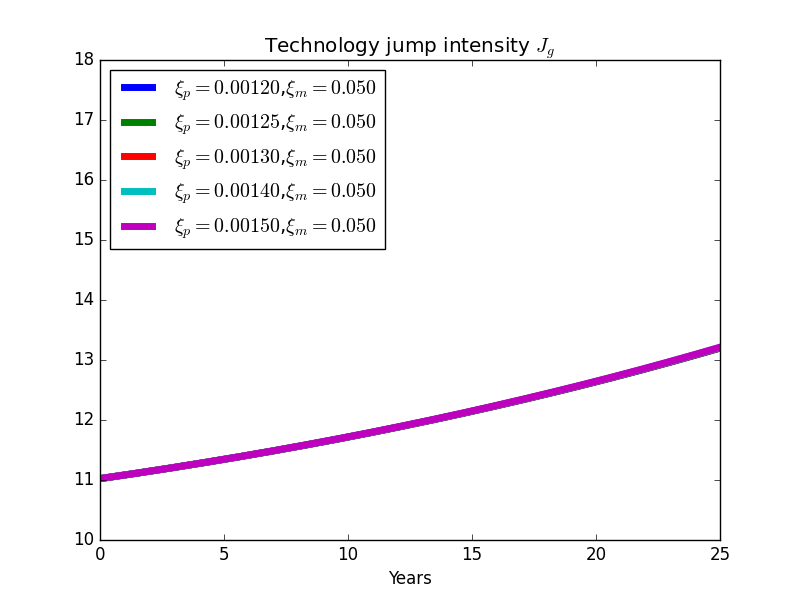 Technology jump intensity J_g
18
17
16
15
14
13
12
11
10
ξ_p = 0.00120,ξ_m = 0.050
ξ_p = 0.00125,ξ_m = 0.050
ξ_p = 0.00130,ξ_m = 0.050
ξ_p = 0.00140,ξ_m = 0.050
ξ_p = 0.00150,ξ_m = 0.050
0 5 10 15 20 25
Years